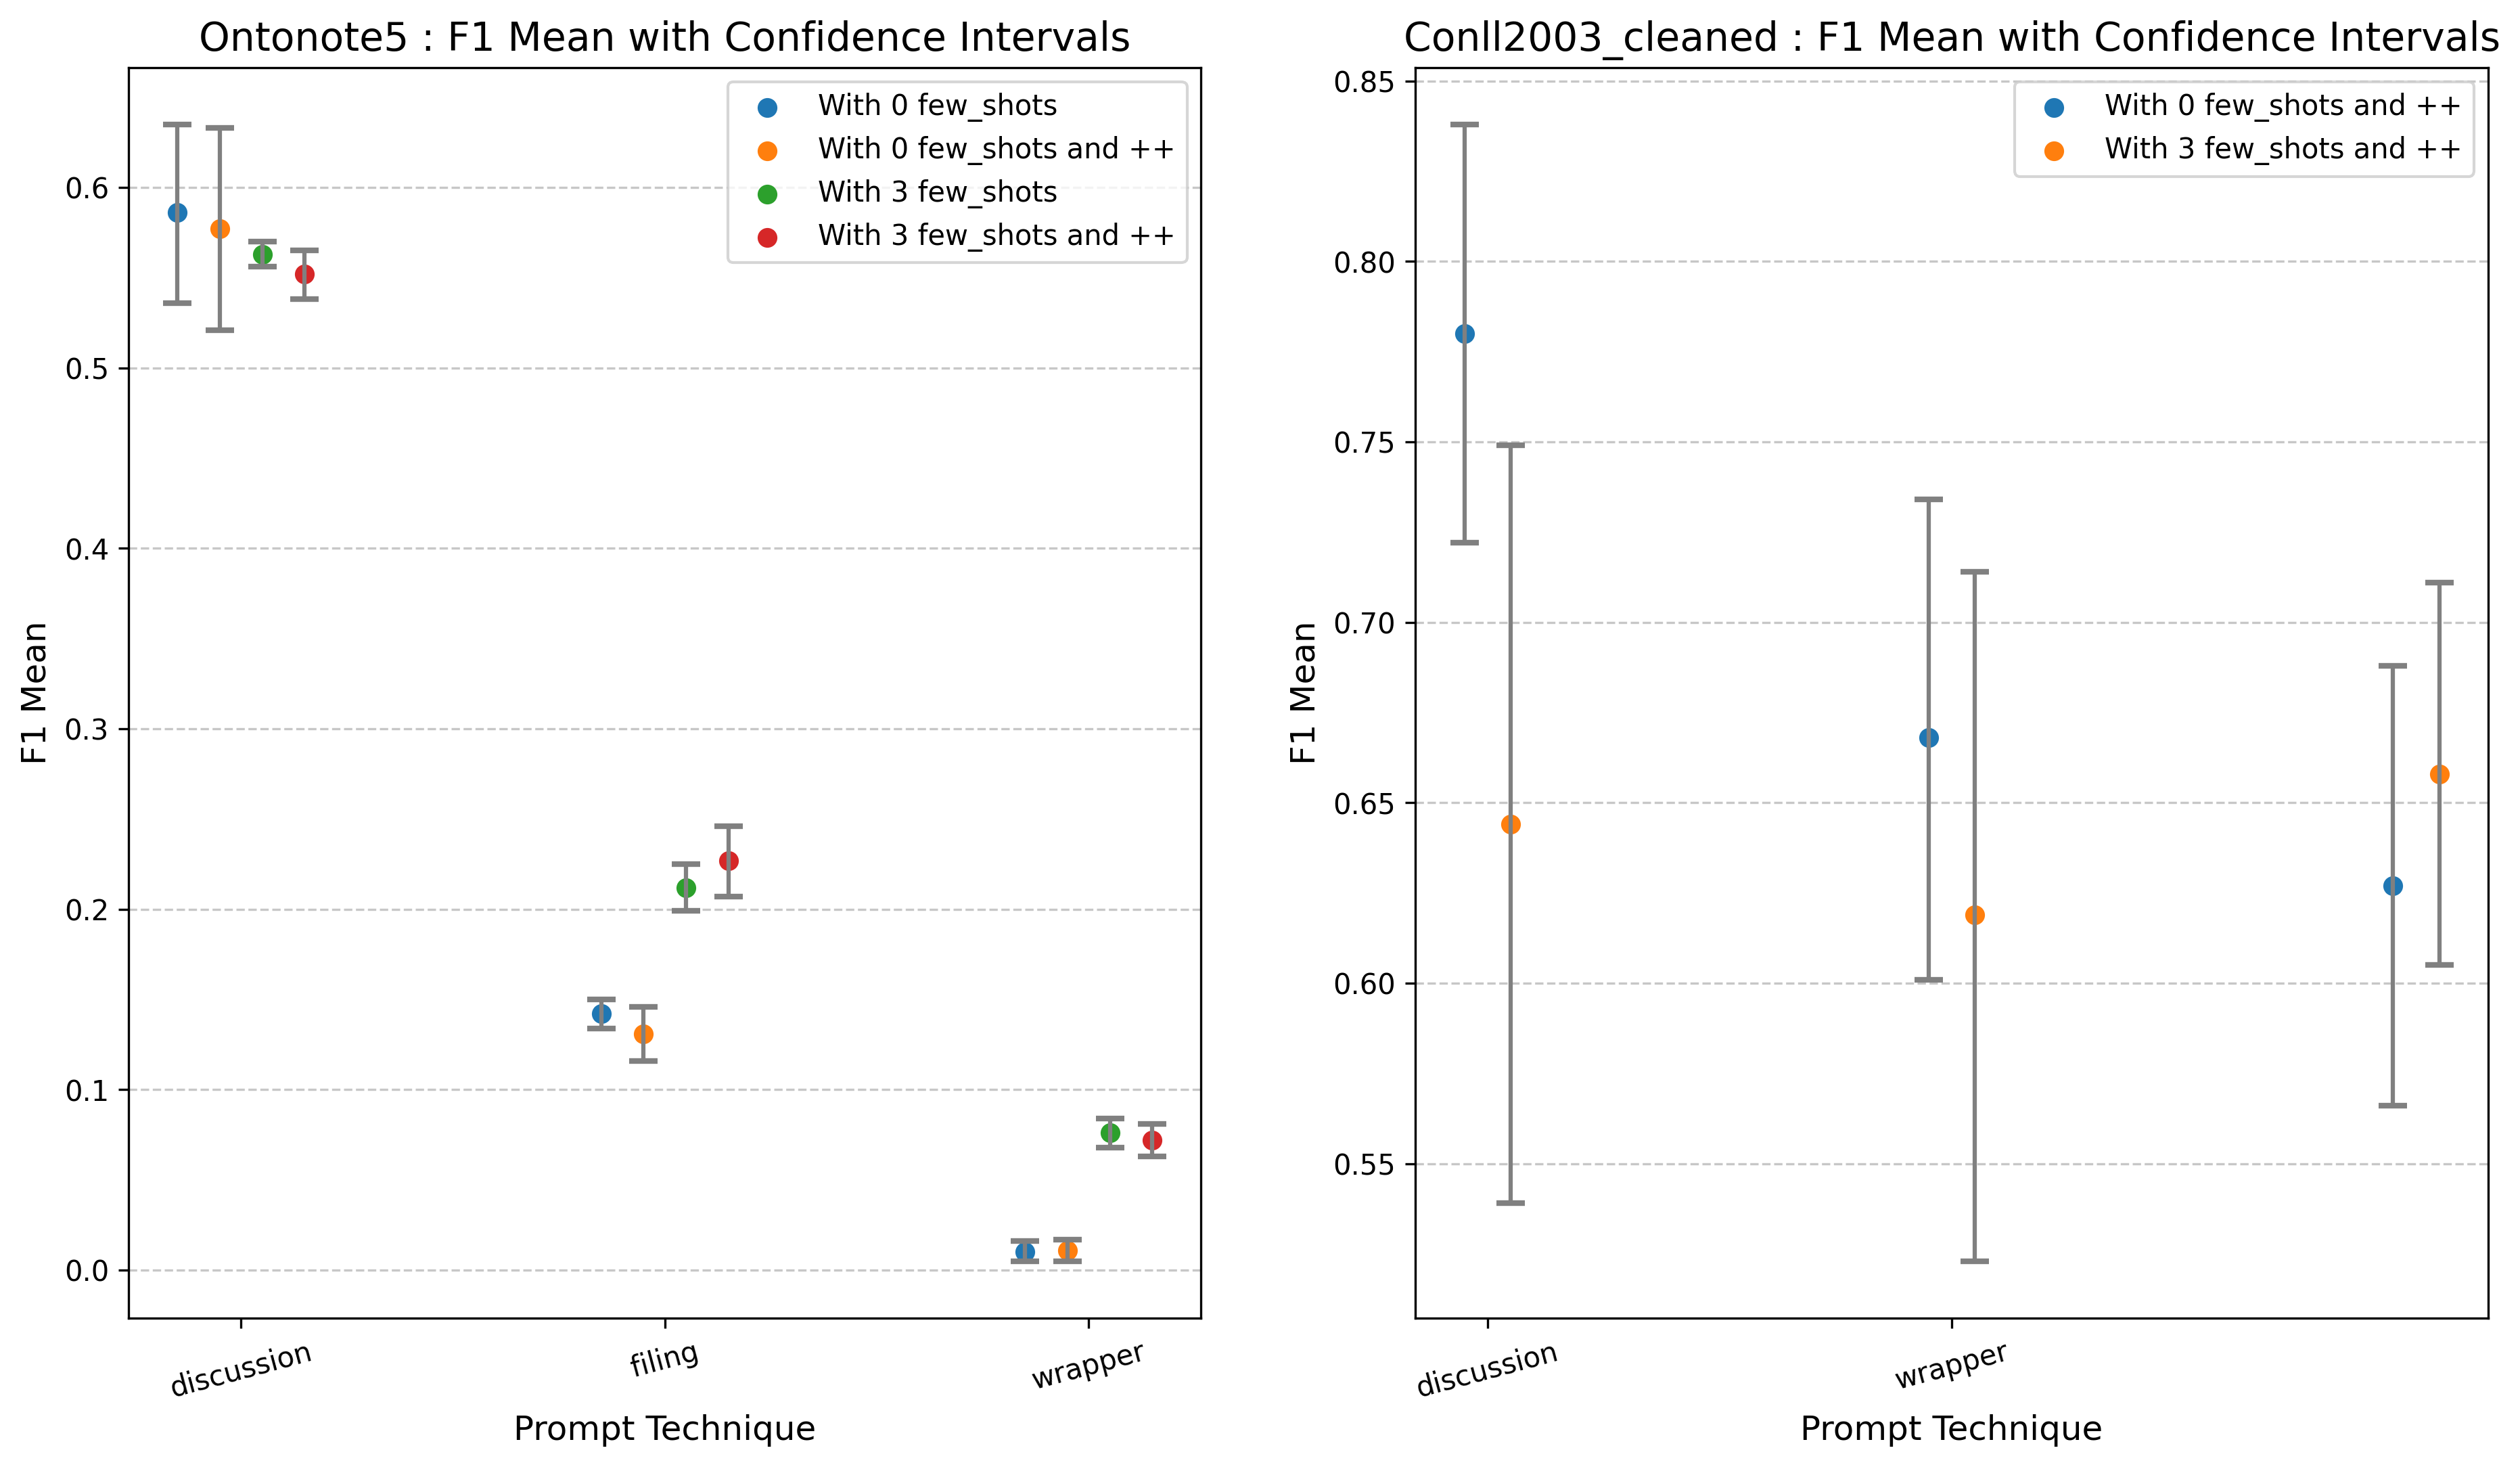 Ontonote5 : F1 Mean with Confidence Intervals
With 0 few_shots
With 0 few_shots and ++
With 3 few_shots
With 3 few_shots and ++
0.6
0.5
0.4
0.3
0.2
0.1
0.0
F1 Mean
discussion
filing
wrapper
Prompt Technique
Conll2003_cleaned : F1 Mean with Confidence Intervals
With 0 few_shots and ++
With 3 few_shots and ++
0.85
0.80
0.75
0.70
0.65
0.60
0.55
F1 Mean
discussion
wrapper
Prompt Technique